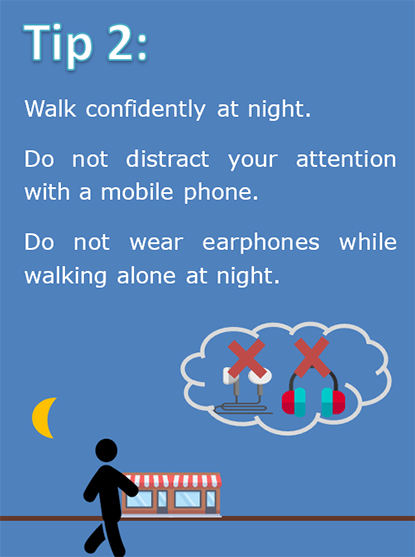 Tip 2:
Walk confidently at night.
Do not distract your attention
with a mobile phone.
Do not wear earphones while
walking alone at night.